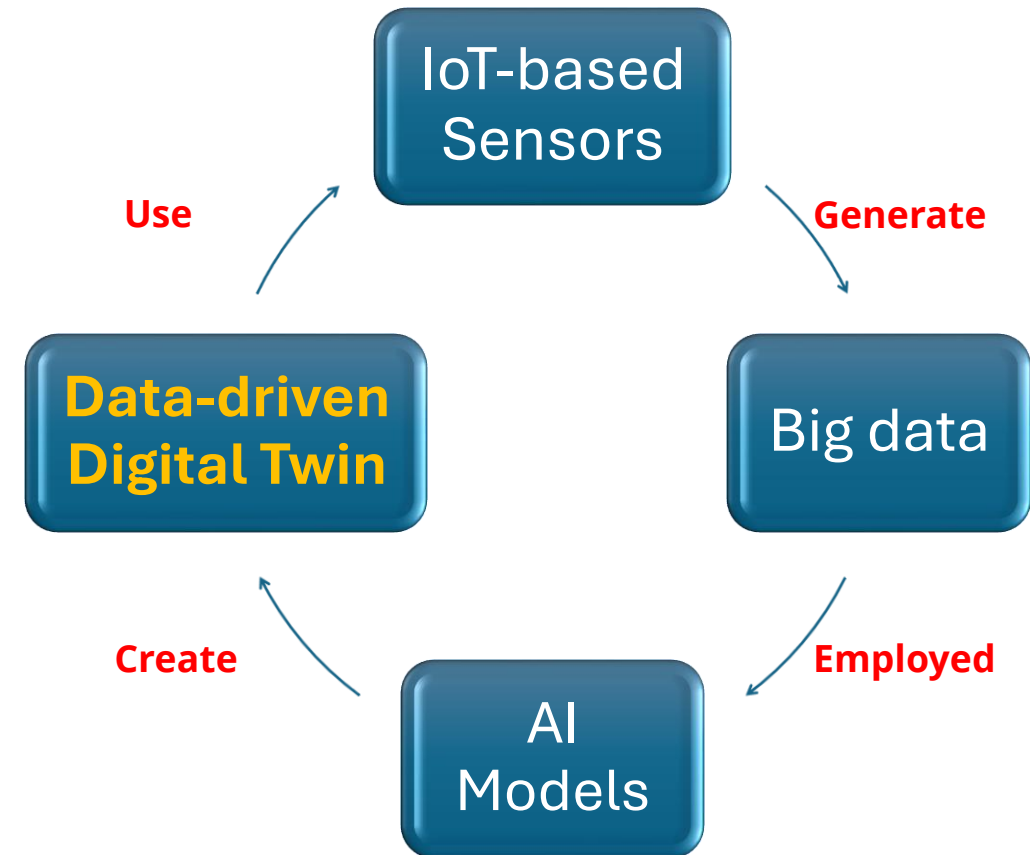 IoT-based
Sensors
Use
Generate
Data-driven
Digital Twin
Big data
Create
Employed
AI
Models